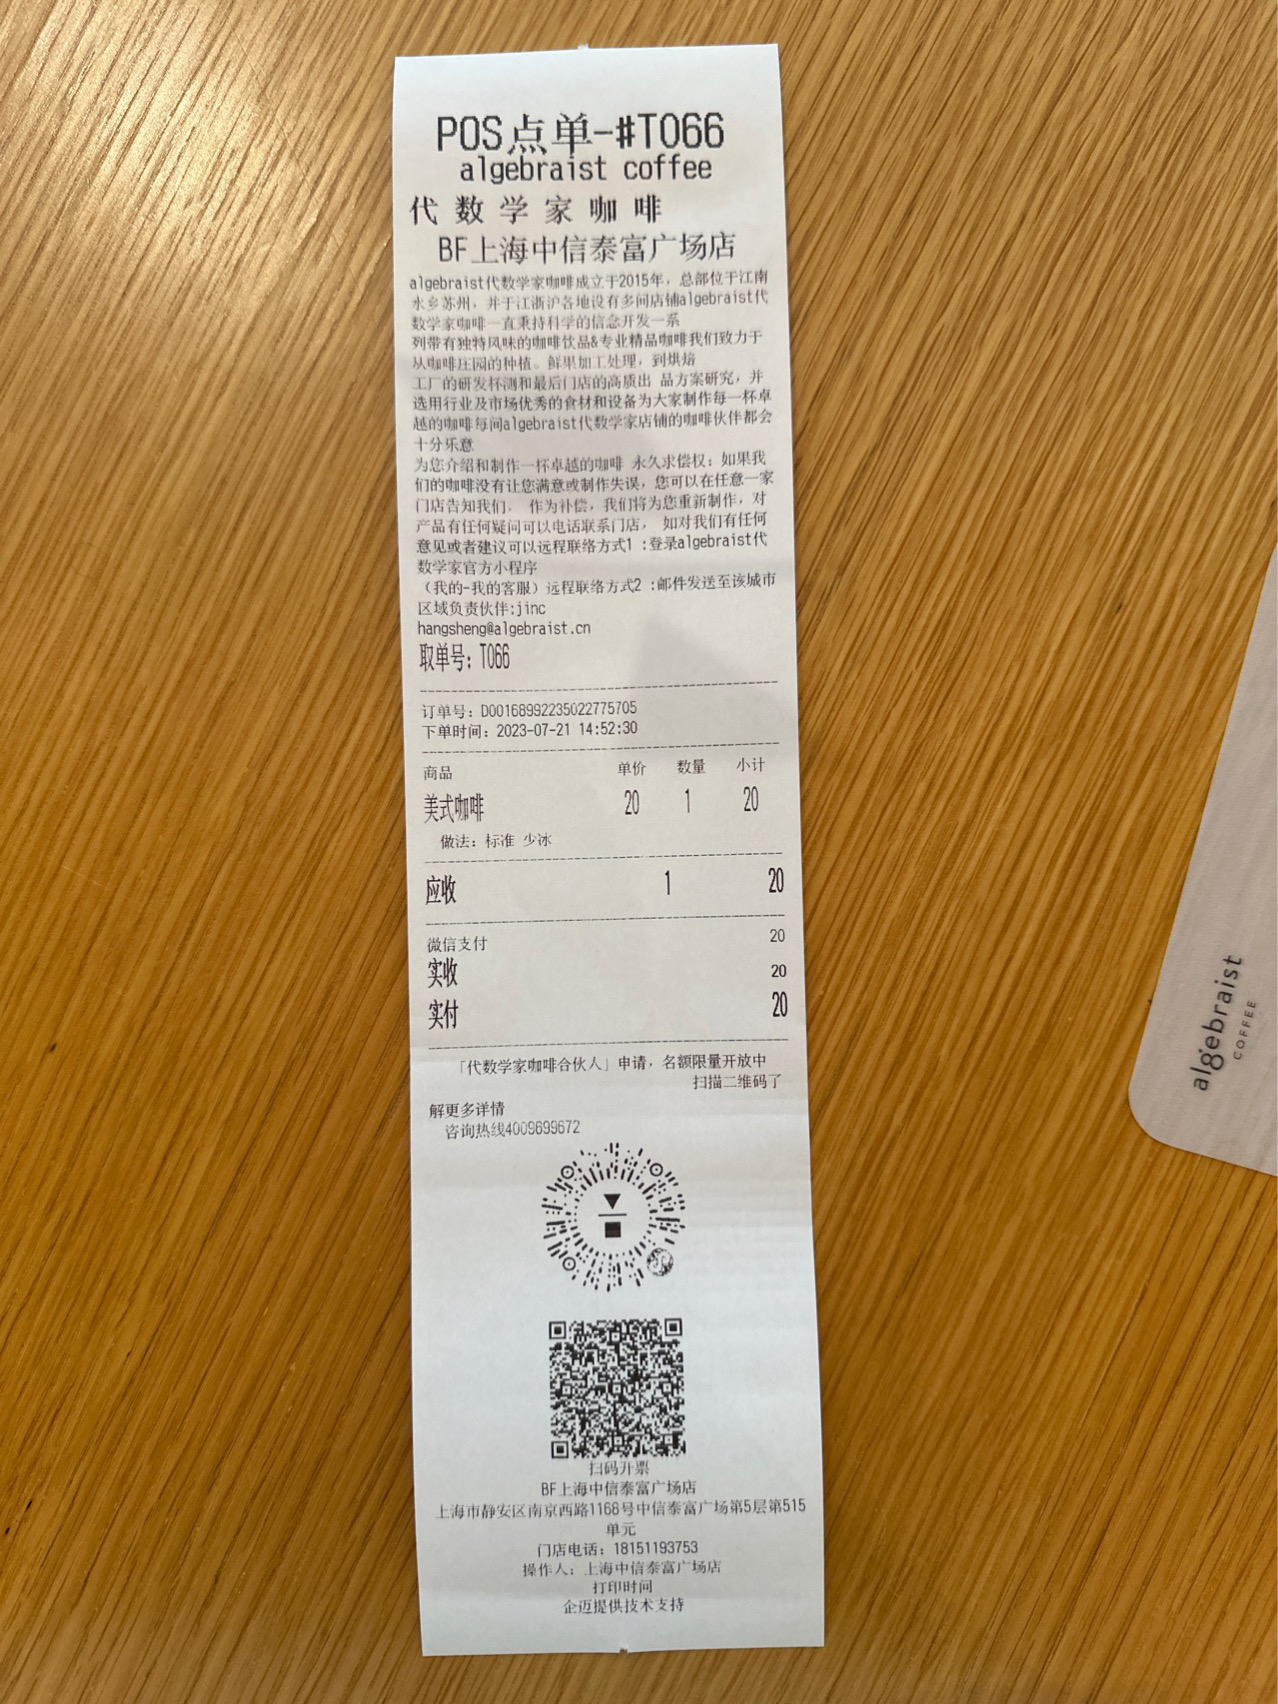 POS点单-#T066
algebraist coffee
代数学家咖啡
BF上海中信泰富广场店
algebraist代数学家咖啡成立于2015年，总部位于江南
水乡苏州，并于江浙沪各地设有多间店铺algebraist代
数学家咖啡一直秉持科学的信念开发一系
列带有独特风味的咖啡饮品&专业精品咖啡我们致力于
从咖啡庄园的种植。鲜果加工处理，到烘焙
工厂的研发杯测和最后门店的高质出 品方案研究，并
选用行业及市场优秀的食材和设备为大家制作每一杯卓
越的咖啡每间algebraist代数学家店铺的咖啡伙伴都会
十分乐意
为您介绍和制作一杯卓越的咖啡 永久求偿权：如果我
们的咖啡没有让您满意或制作失误，您可以在任意一家
门店告知我们。 作为补偿，我们将为您重新制作，对
产品有任何疑问可以电话联系门店， 如对我们有任何
意见或者建议可以远程联络方式1 :登录algebraist代
数学家官方小程序
（我的-我的客服）远程联络方式2 :邮件发送至该城市
区域负责伙伴:jinc
hangsheng@algebraist.cn
取单号：T066
订单号：D00168992235022775705
下单时间：2023-07-21 14:52:30
商品 单价 数量 小计
美式咖啡 20 1 20
做法：标准 少冰
应收 1 20
微信支付 20
实收 20
实付 20
「代数学家咖啡合伙人」申请，名额限量开放中
扫描二维码了
解更多详情
咨询热线4009699672
扫码开票
BF上海中信泰富广场店
上海市静安区南京西路1168号中信泰富广场第5层第515
单元
门店电话：18151193753
操作人：上海中信泰富广场店
打印时间
企迈提供技术支持
algebraist
COFFEE